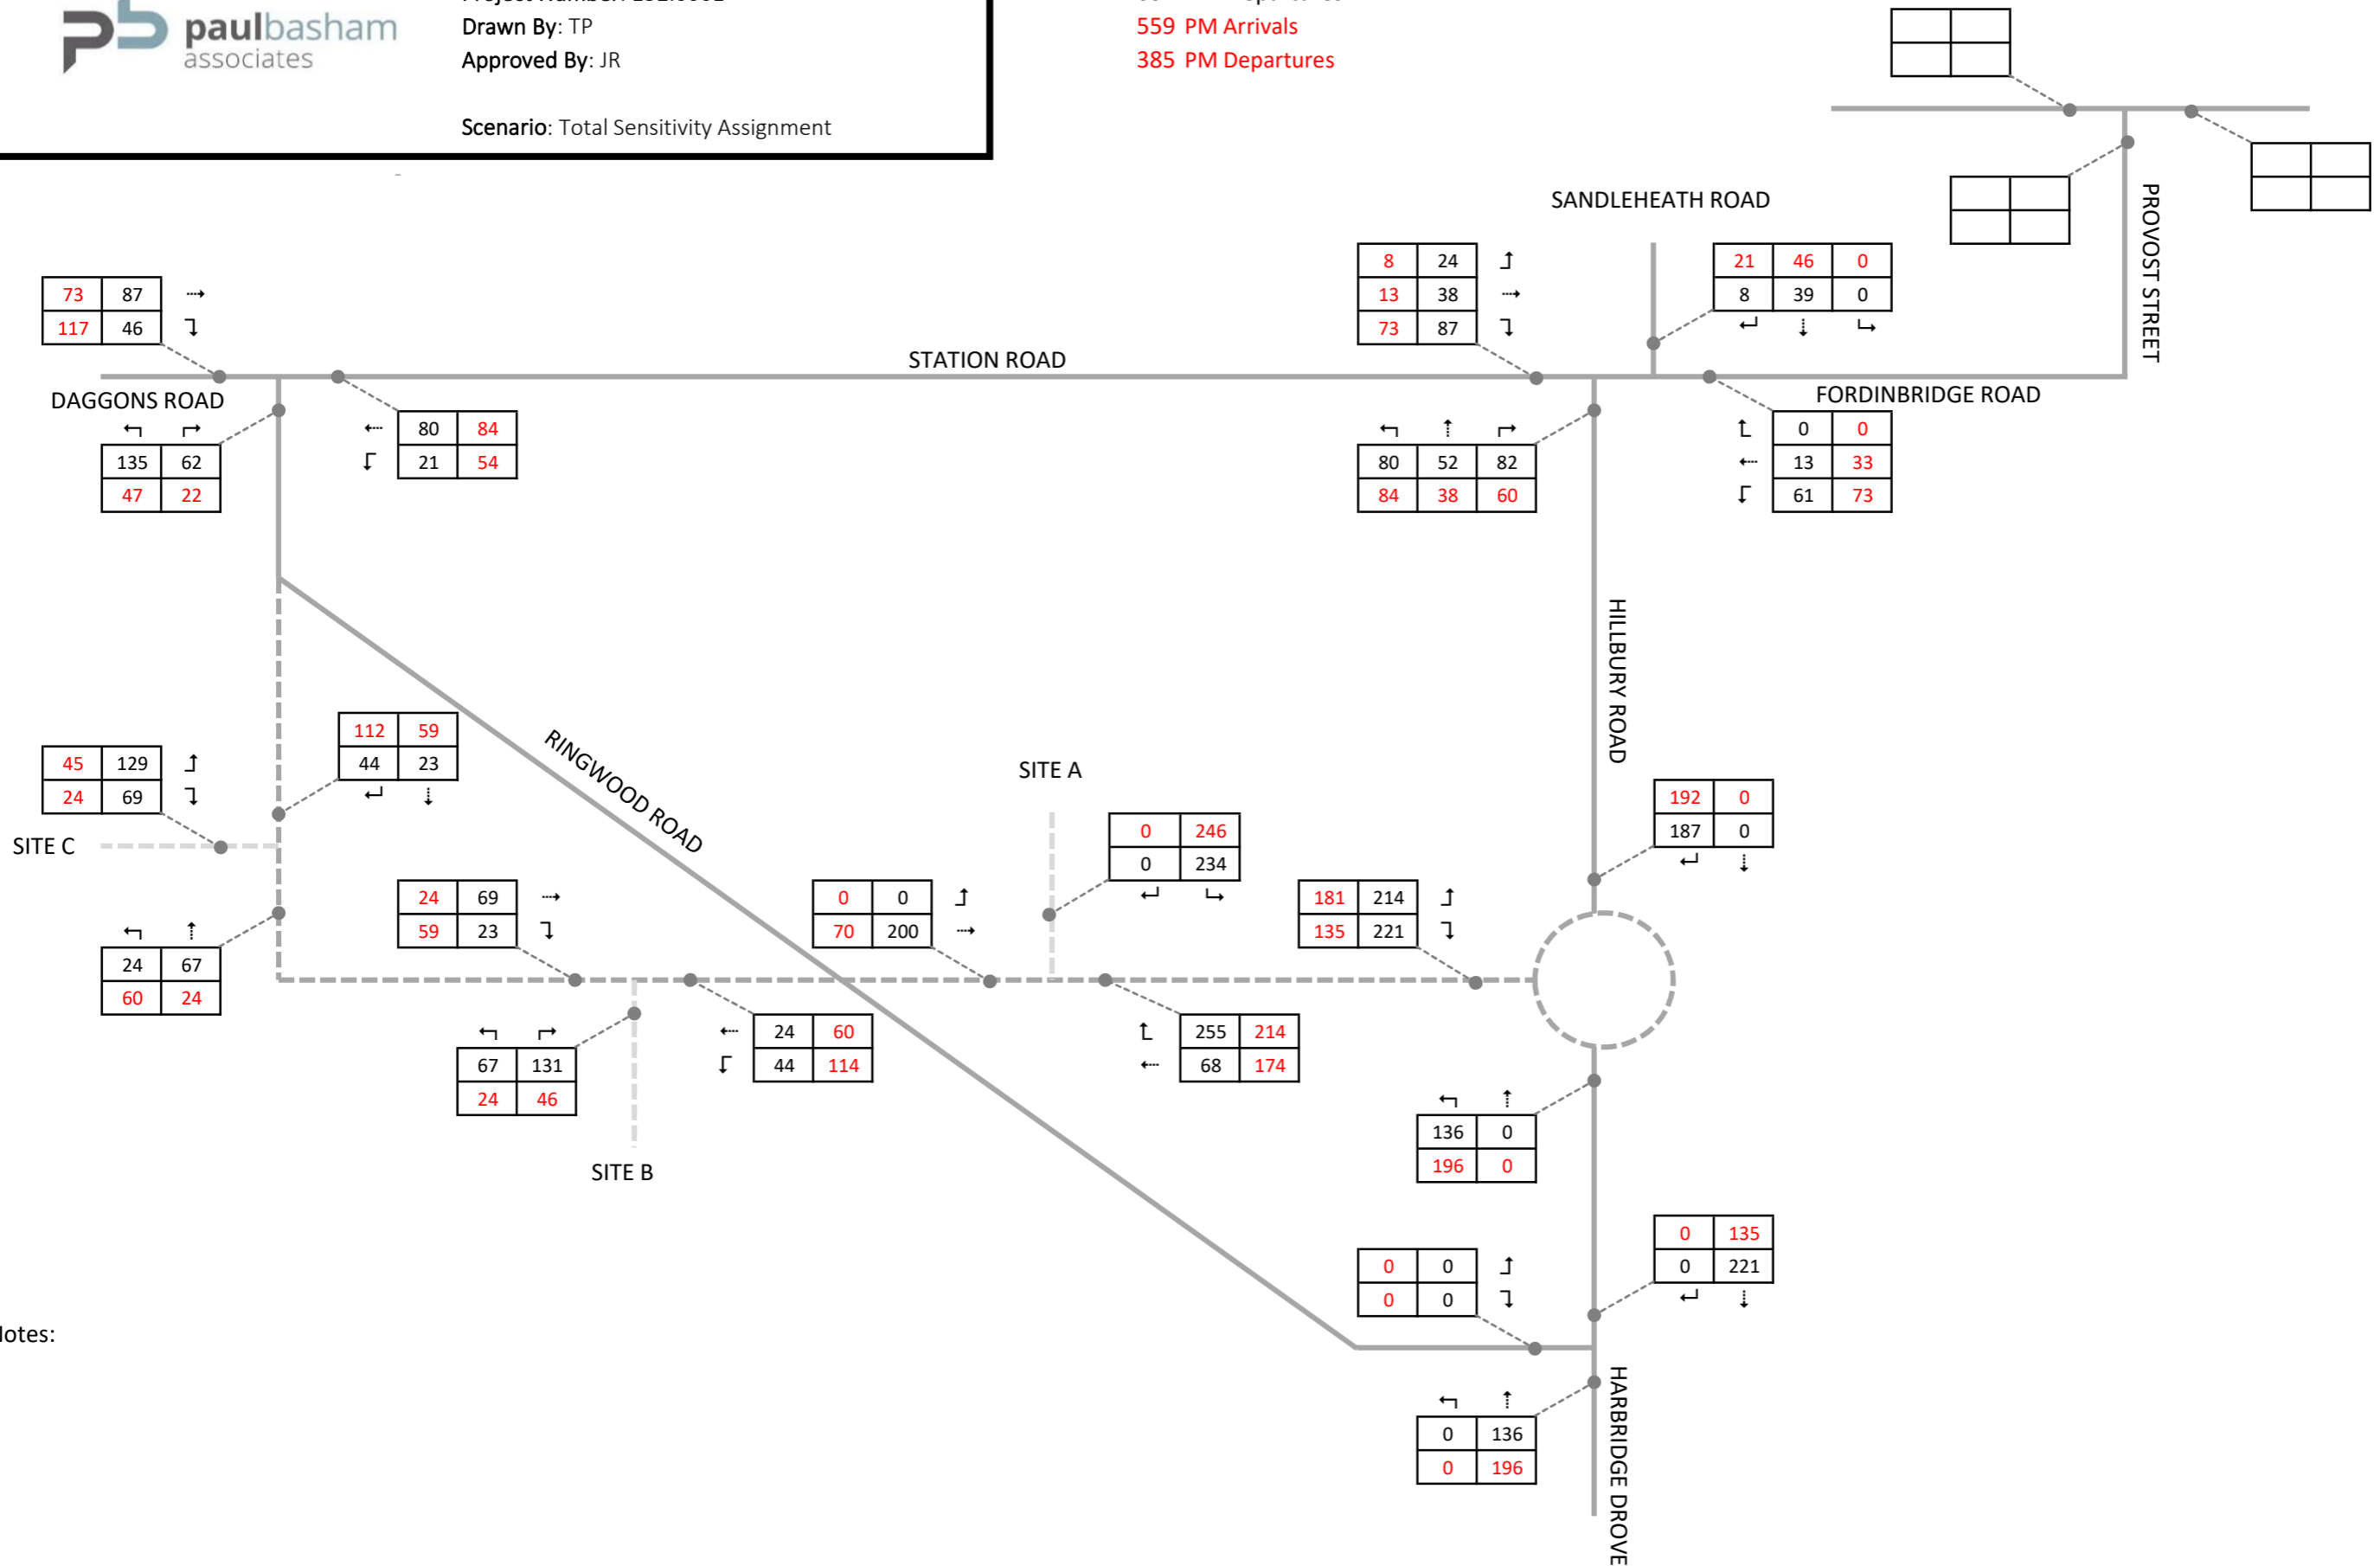 paulbasham
associates
Drawn By: TP
Approved By: JR
Scenario: Total Sensitivity Assignment
559 PM Arrivals
385 PM Departures
SANDLEHEATH ROAD
PROVOST STREET
8 24
13 38
73 87
21 46 0
8 39 0
73 87
117 46
STATION ROAD
DAGGONS ROAD
FORDINBRIDGE ROAD
80 84
21 54
135 62
47 22
80 52 82
84 38 60
0 0
13 33
61 73
HILLBURY ROAD
RINGWOOD ROAD
112 59
44 23
45 129
24 69
SITE C
SITE A
192 0
187 0
0 246
0 234
24 69
59 23
0 0
70 200
181 214
135 221
24 67
60 24
24 60
44 114
255 214
68 174
67 131
24 46
SITE B
136 0
196 0
0 135
0 221
0 0
0 0
Notes:
HARBRIDGE DROVE
0 136
0 196